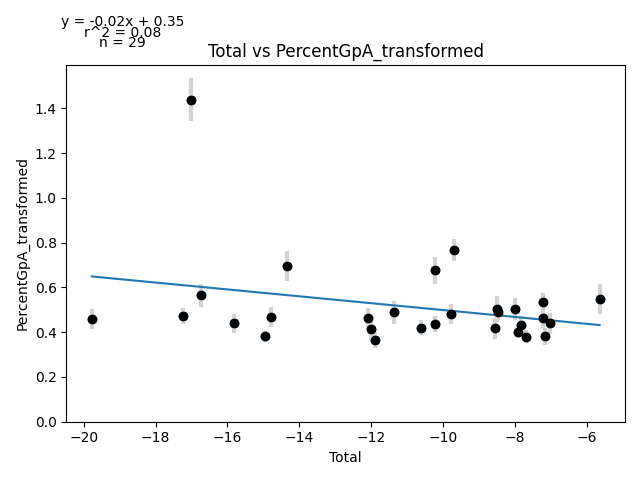 y = -0.02x + 0.35
r^2 = 0.08
n = 29
Total vs PercentGpA_transformed
PercentGpA_transformed
1.4
1.2
1.0
0.8
0.6
0.4
0.2
0.0
−20
−18
−16
−14
−12
−10
−8
−6
Total